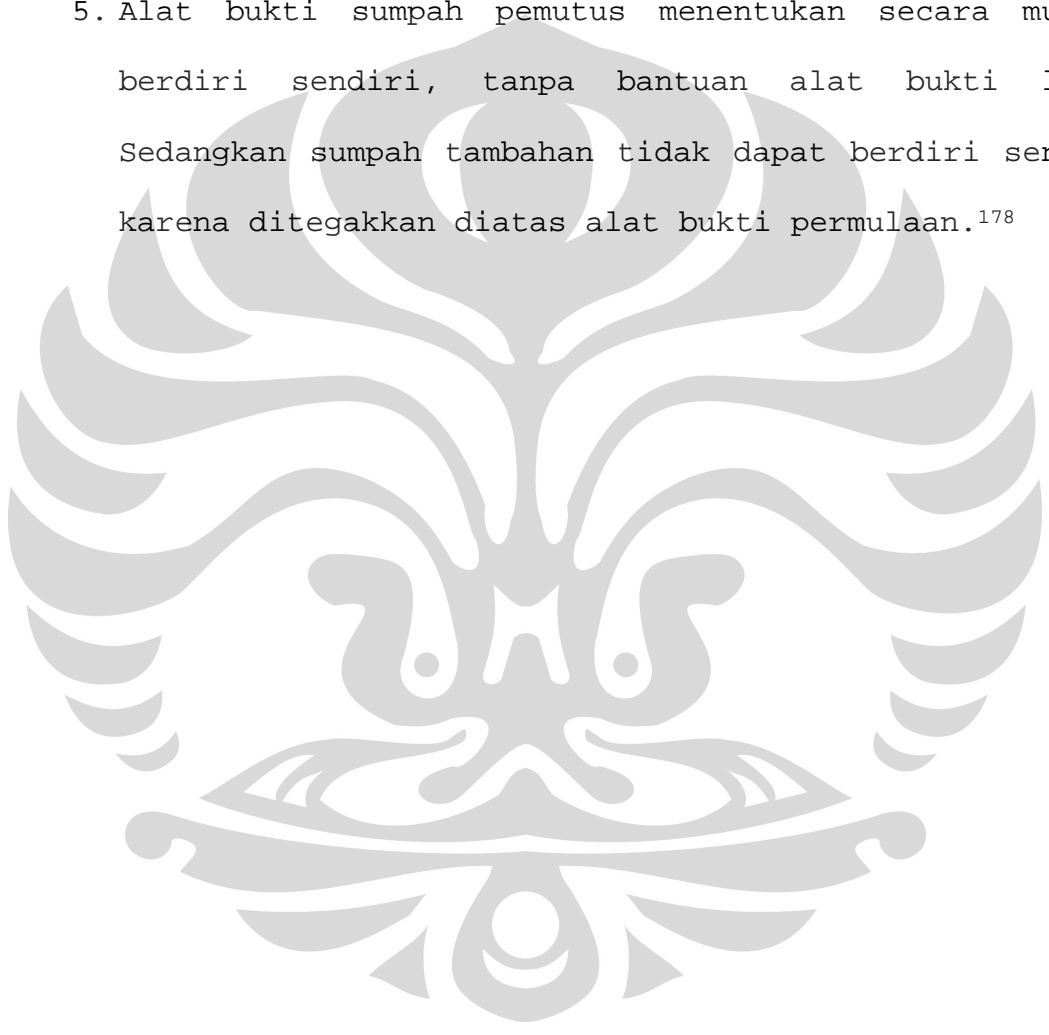 5. Alat bukti sumpah pemutus menentukan secara
berdiri sendiri, tanpa bantuan alat bukti
Sedangkan sumpah tambahan tidak dapat berdiri
karena ditegakkan diatas alat bukti permulaan.178